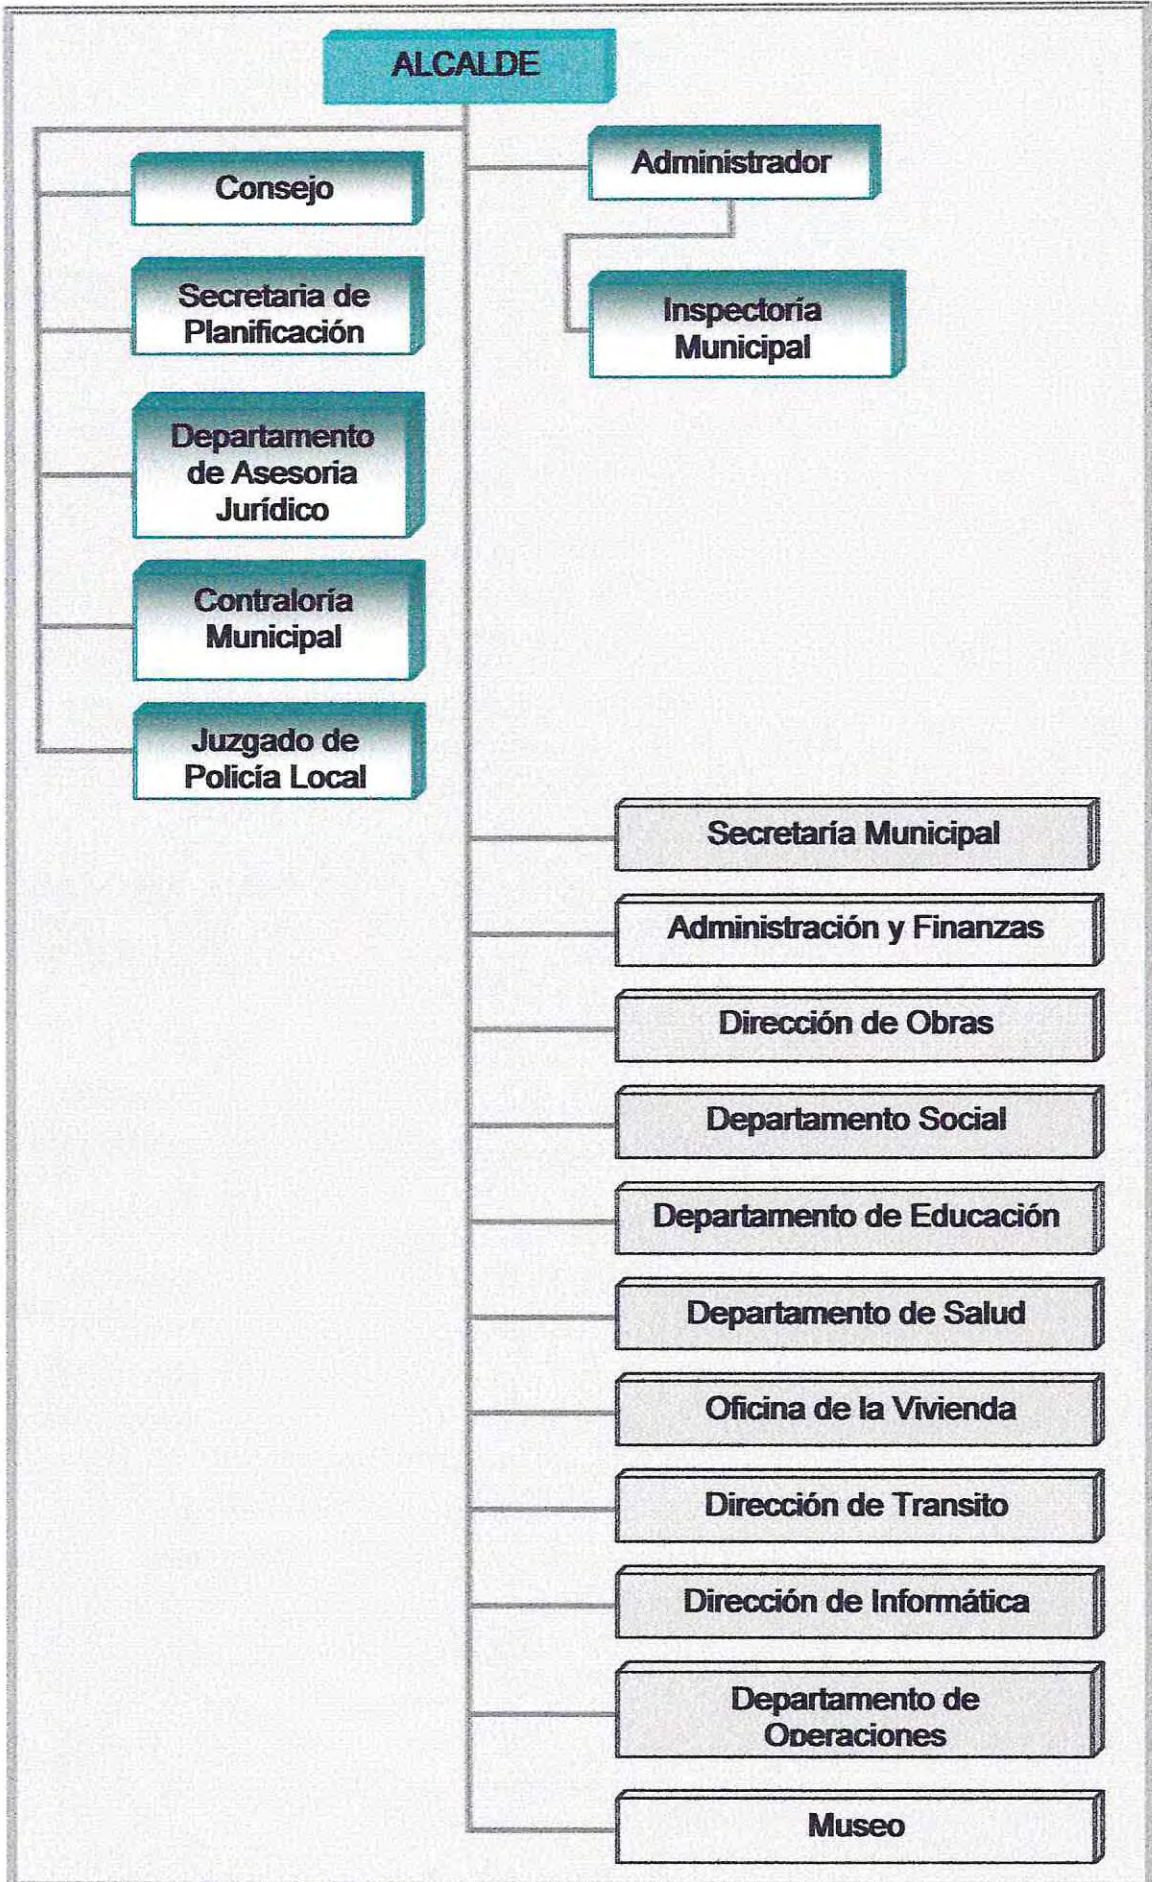 ALCALDE
Consejo
Secretaria de
Planificación
Departamento
de Asesoria
Jurídico
Contraloría
Municipal
Juzgado de
Policía Local
Administrador
Inspectoría
Municipal
Secretaría Municipal
Administración y Finanzas
Dirección de Obras
Departamento Social
Departamento de Educación
Departamento de Salud
Oficina de la Vivienda
Dirección de Transito
Dirección de Informática
Departamento de
Operaciones
Museo